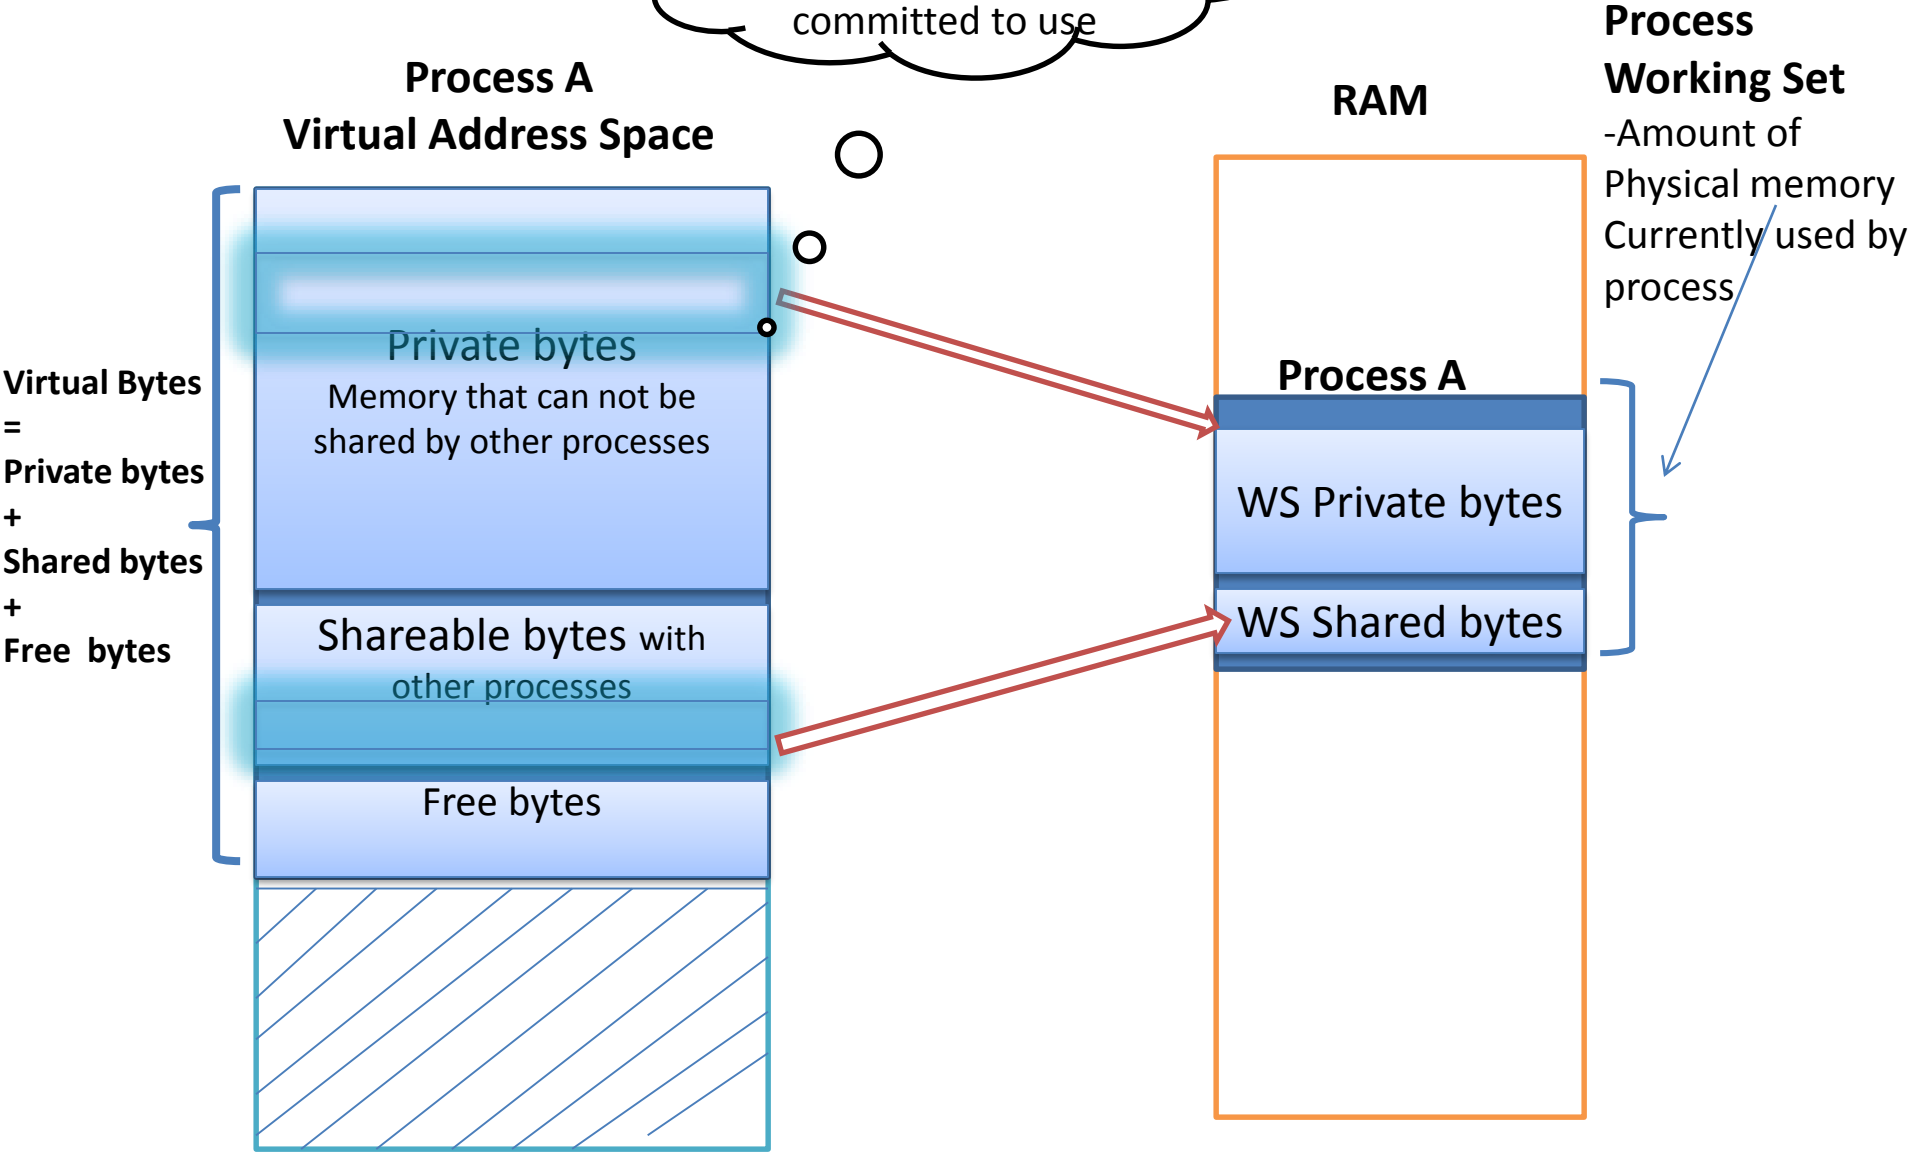 committed to use
Process A
Virtual Address Space
Virtual Bytes
=
Private bytes
+
Shared bytes
+
Free bytes
Private bytes
Memory that can not be
shared by other processes
Shareable bytes with
other processes
Free bytes
RAM
Process A
WS Private bytes
WS Shared bytes
Process
Working Set
-Amount of
Physical memory
Currently used by
process